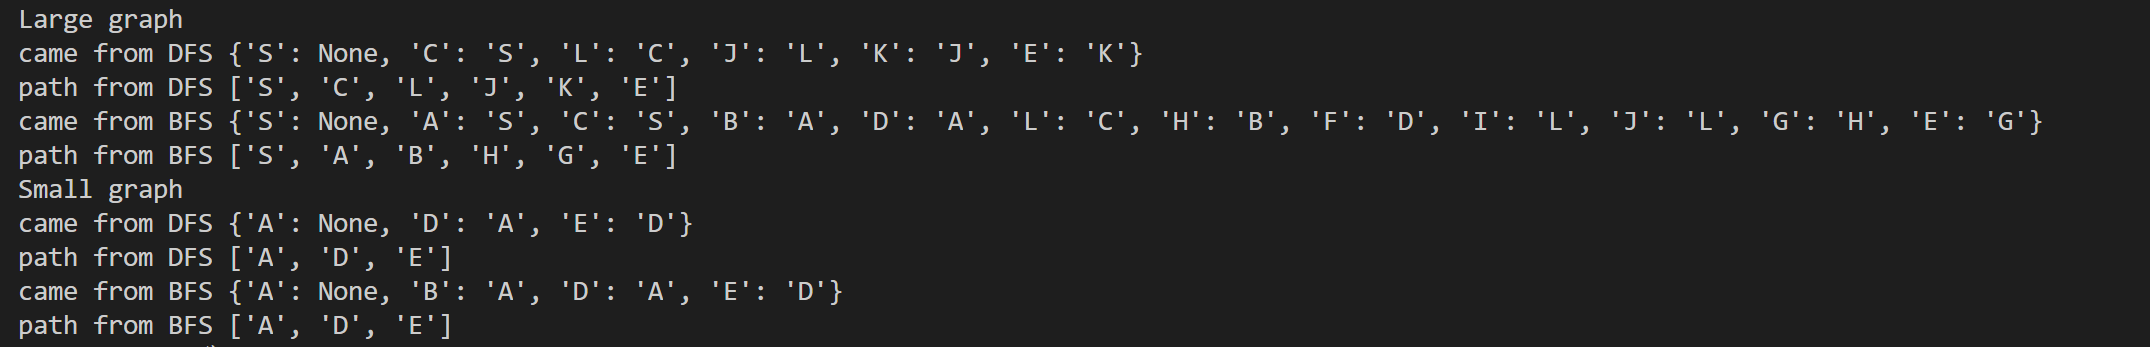 Large graph
came from DFS {'S': None, 'C': 'S', 'L': 'C', 'J': 'L', 'K': 'J', 'E': 'K'}
path from DFS ['S', 'C', 'L', 'J', 'K', 'E']
came from BFS {'S': None, 'A': 'S', 'C': 'S', 'B': 'A', 'D': 'A', 'L': 'C', 'H': 'B', 'F': 'D', 'I': 'L', 'J': 'L', 'G': 'H', 'E': 'G'}
path from BFS ['S', 'A', 'B', 'H', 'G', 'E']
Small graph
came from DFS {'A': None, 'D': 'A', 'E': 'D'}
path from DFS ['A', 'D', 'E']
came from BFS {'A': None, 'B': 'A', 'D': 'A', 'E': 'D'}
path from BFS ['A', 'D', 'E']